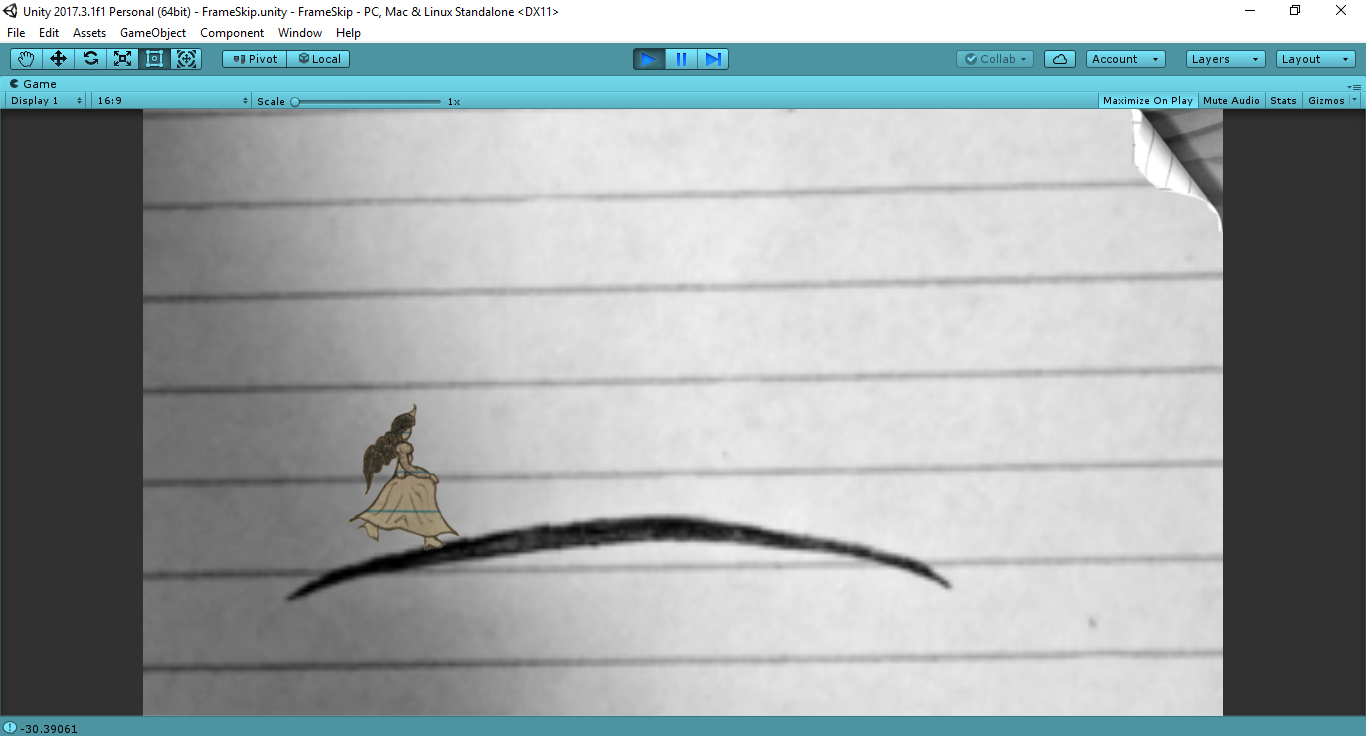 Unity 2017.3.1f1 Personal (64bit) - FrameSkip.unity - FrameSkip - PC, Mac & Linux Standalone <DX11>
File Edit Assets GameObject Component Window Help
Pivot Local Collab Account Layers Layout
Game
Display 1 16:9 Scale 1x Maximize On Play Mute Audio Stats Gizmos
-30.39061